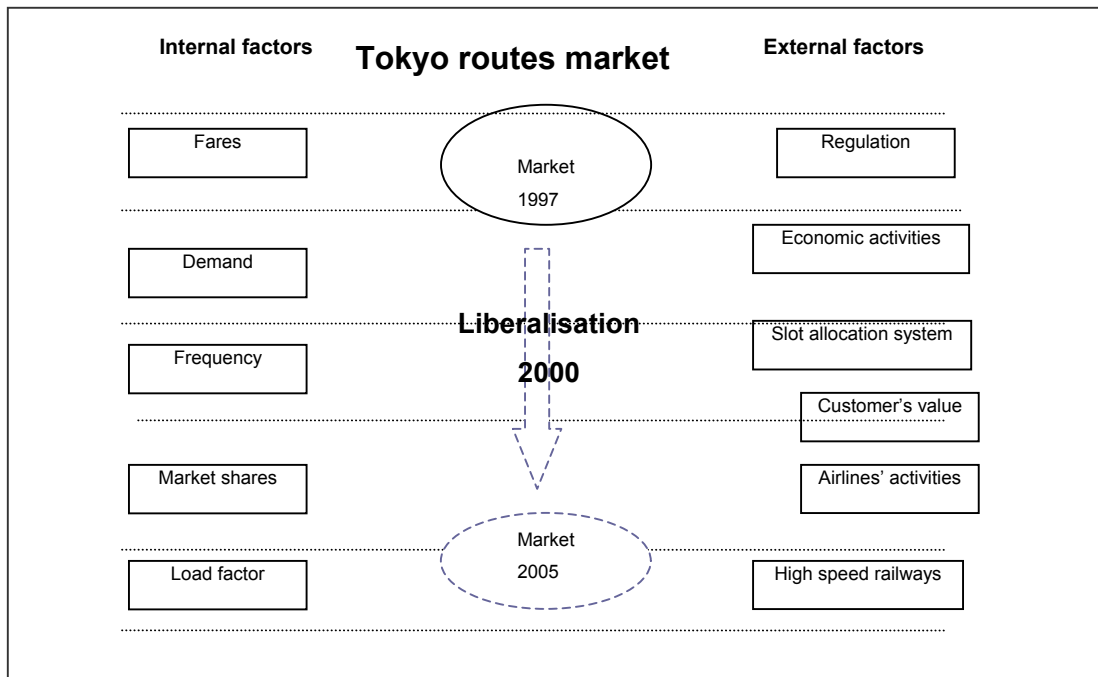 Internal factors
Tokyo routes market
External factors
Fares
Market
1997
Regulation
Economic activities
Demand
Liberalisation
2000
Slot allocation system
Frequency
Customer's value
Market shares
Airlines' activities
Market
2005
Load factor
High speed railways